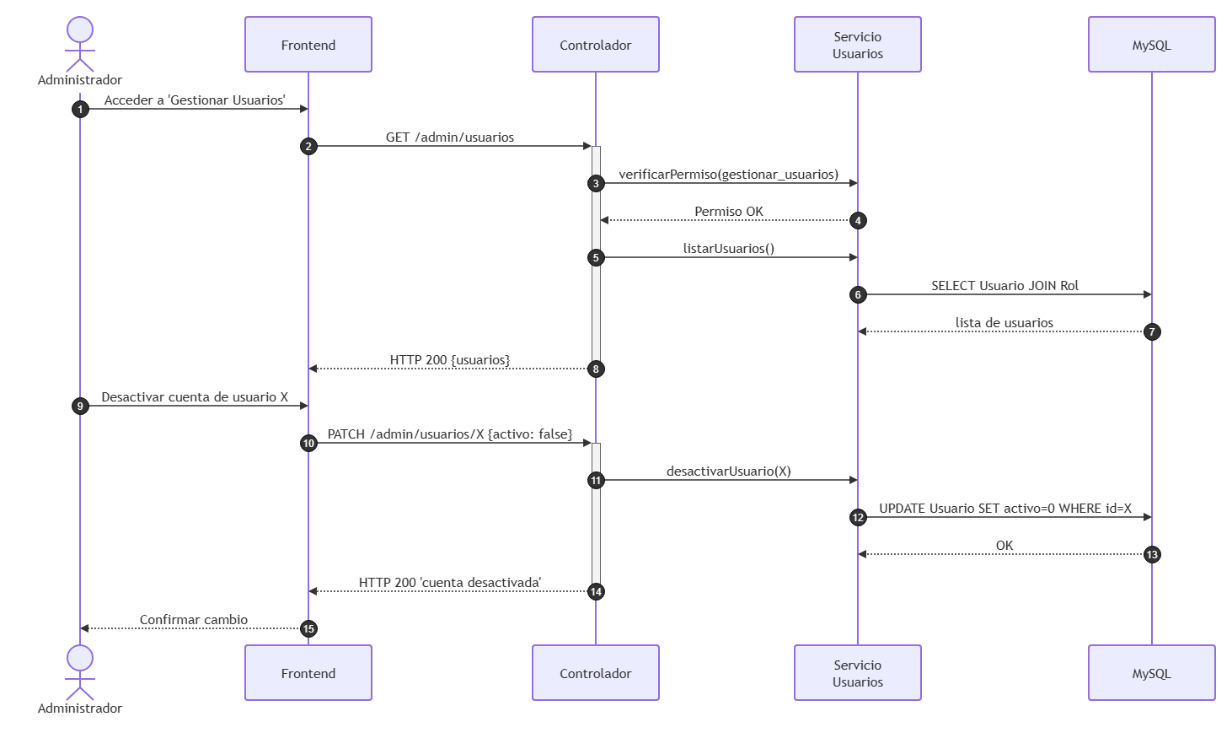 Administrador
Frontend
Controlador
Servicio
Usuarios
MySQL
1
Acceder a 'Gestionar Usuarios'
2
GET /admin/usuarios
3
verificarPermiso(gestionar_usuarios)
Permiso OK
4
5
listarUsuarios()
6
SELECT Usuario JOIN Rol
lista de usuarios
7
HTTP 200 {usuarios}
8
9
Desactivar cuenta de usuario X
10
PATCH /admin/usuarios/X {activo: false}
11
desactivarUsuario(X)
12
UPDATE Usuario SET activo=0 WHERE id=X
OK
13
HTTP 200 'cuenta desactivada'
14
Confirmar cambio
15
Administrador
Frontend
Controlador
Servicio
Usuarios
MySQL